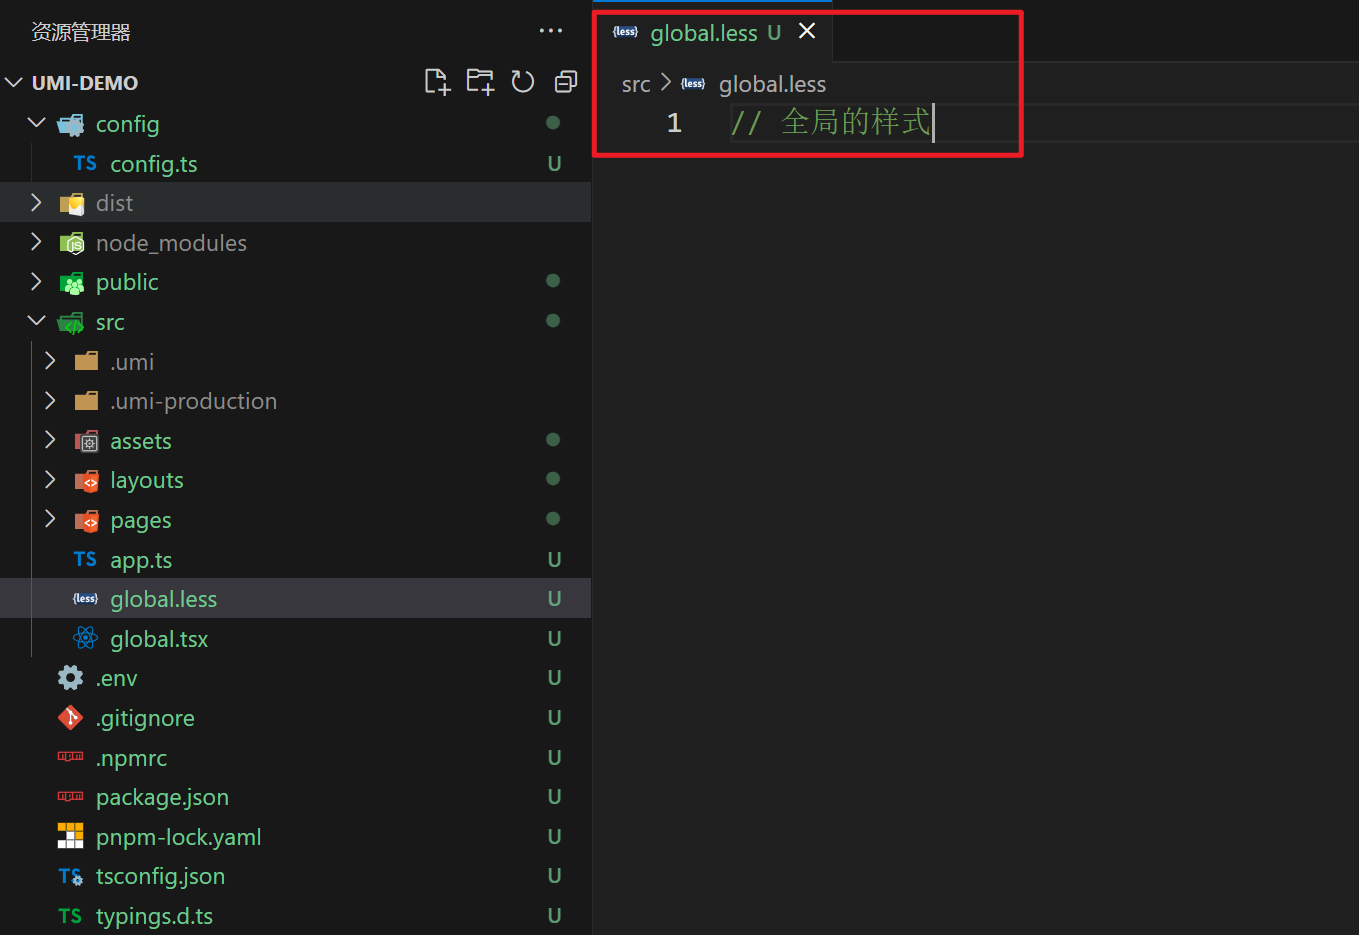 资源管理器
UMI-DEMO
config
TS config.ts U
dist
node_modules
public
src
.umi
.umi-production
assets
layouts
pages
TS app.ts U
{less} global.less U
global.tsx U
.env U
.gitignore U
.npmrc U
package.json U
pnpm-lock.yaml U
TS tsconfig.json U
TS typings.d.ts U
{less} global.less U
src > {less} global.less
1 // 全局的样式